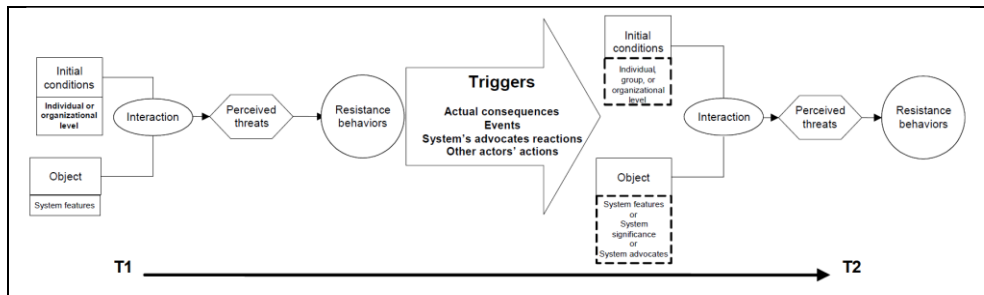 Initial
conditions
Individual or
organizational
level
Interaction
Perceived
threats
Resistance
behaviors
Object
System features
Triggers
Actual consequences
Events
System's advocates reactions
Other actors' actions
Initial
conditions
Individual,
group, or
organizational
level
Interaction
Perceived
threats
Resistance
behaviors
Object
System features
or
System
significance
or
System advocates
T1
T2